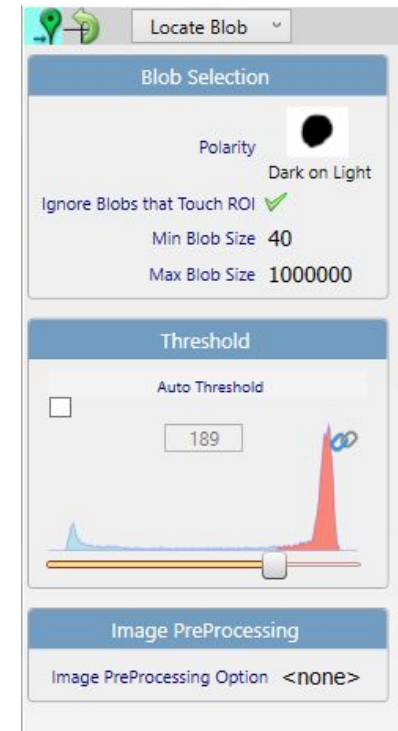 Locate Blob
Blob Selection
Polarity
Dark on Light
Ignore Blobs that Touch ROI
Min Blob Size 40
Max Blob Size 1000000
Threshold
Auto Threshold
189
Image PreProcessing
Image PreProcessing Option <none>